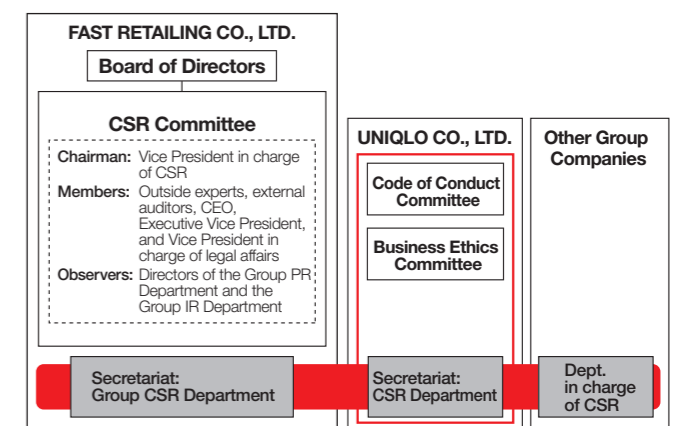 FAST RETAILING CO., LTD.
Board of Directors
CSR Committee
Chairman: Vice President in charge
of CSR
Members: Outside experts, external
auditors, CEO,
Executive Vice President,
and Vice President in
charge of legal affairs
Observers: Directors of the Group PR
Department and the
Group IR Department
Secretariat:
Group CSR Department
UNIQLO CO., LTD.
Code of Conduct
Committee
Business Ethics
Committee
Secretariat:
CSR Department
Other Group
Companies
Dept.
in charge
of CSR